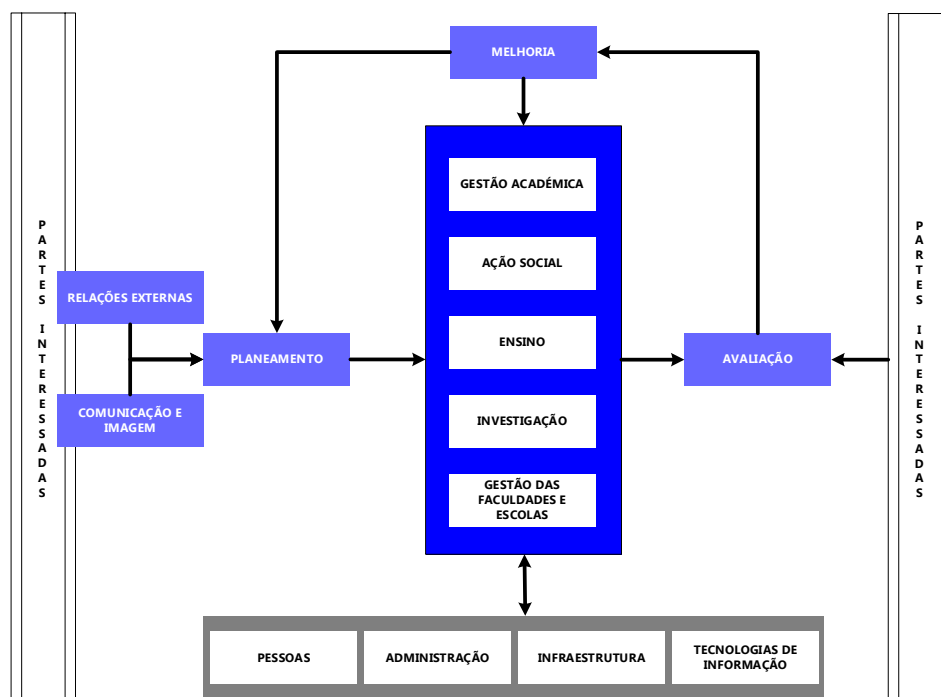 MELHORIA
GESTÃO ACADÉMICA
AÇÃO SOCIAL
ENSINO
INVESTIGAÇÃO
GESTÃO DAS
FACULDADES E
ESCOLAS
PARTES INTERESSADAS
RELAÇÕES EXTERNAS
COMUNICAÇÃO E
IMAGEM
PLANEAMENTO
AVALIAÇÃO
PARTES INTERESSADAS
PESSOAS
ADMINISTRAÇÃO
INFRAESTRUTURA
TECNOLOGIAS DE
INFORMAÇÃO